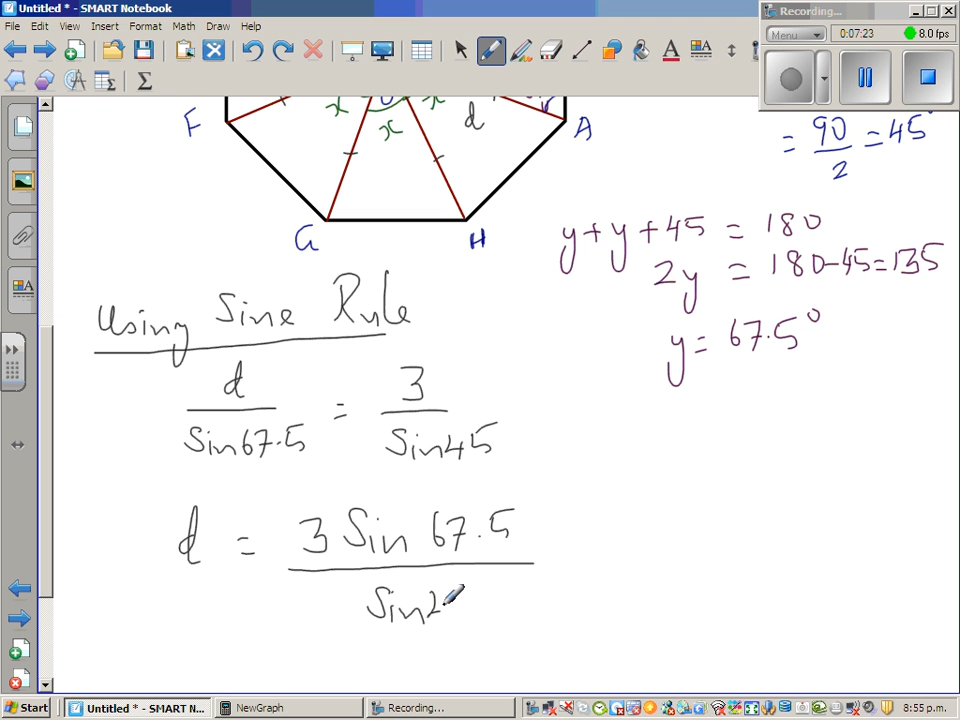 Untitled * - SMART Notebook
Recording...
File Edit View Insert Format Tools Math Draw Help
Menu 0:07:23 8.0 fps
F x x d A
x
= 90/2 = 45°
G H
y + y + 45 = 180
2y = 180-45=135
y = 67.5°
Using Sine Rule
d/Sin67.5 = 3/Sin45
d = 3 Sin 67.5
Start Untitled * - SMART N... NewGraph Recording... 8:55 p.m.